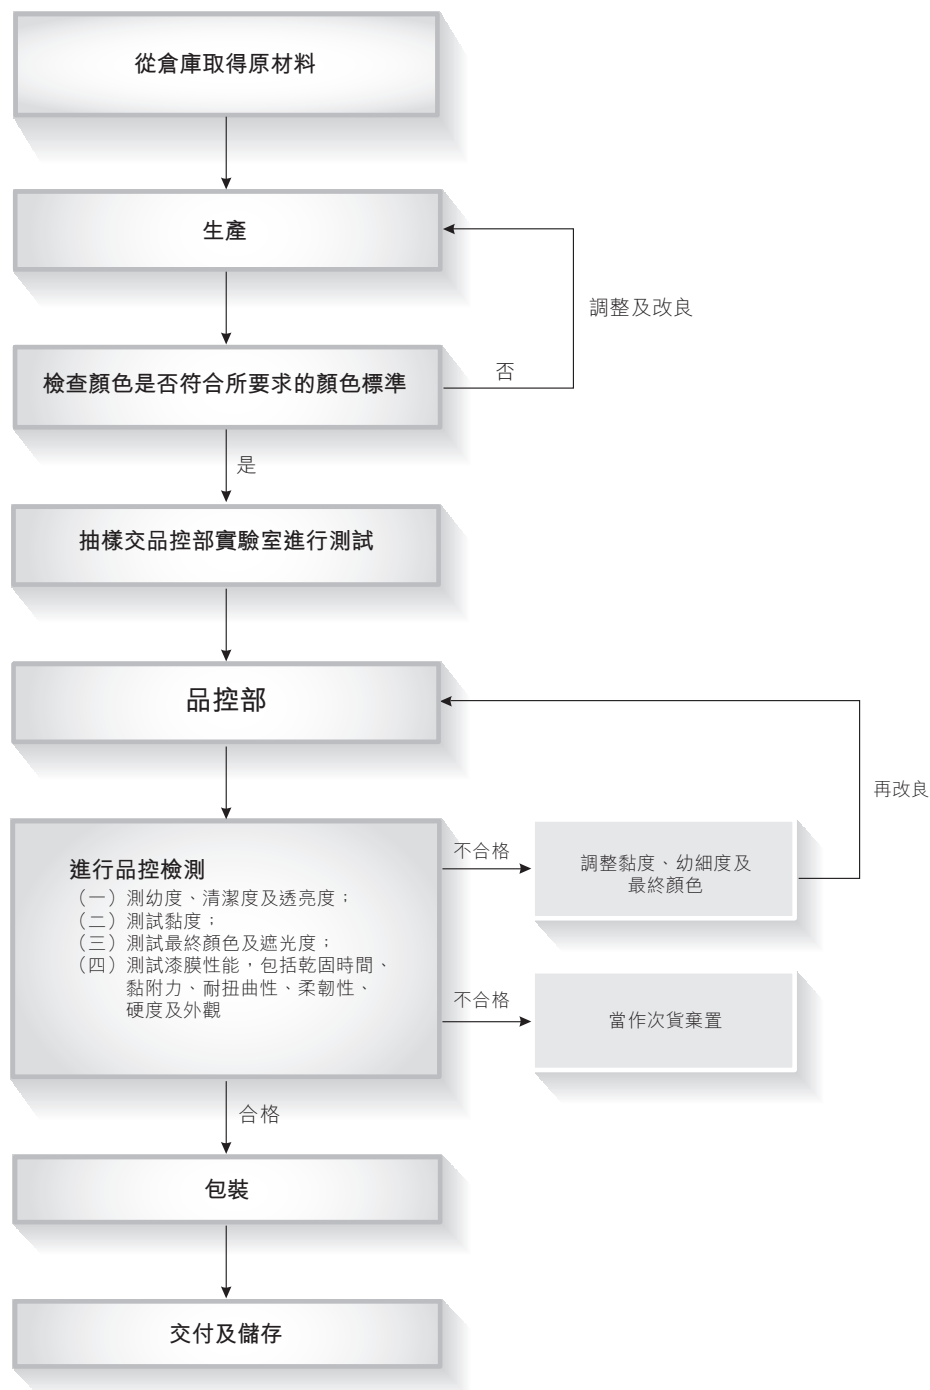 從倉庫取得原材料
生產
調整及改良
檢查顏色是否符合所要求的顏色標準
否
是
抽樣交品控部實驗室進行測試
品控部
再改良
進行品控檢測
(一)測幼度、清潔度及透亮度;
(二)測試黏度;
(三)測試最終顏色及遮光度;
(四)測試漆膜性能,包括乾固時間、
黏附力、耐扭曲性、柔韌性、
硬度及外觀
不合格
調整黏度、幼細度及
最終顏色
不合格
當作次貨棄置
合格
包裝
交付及儲存